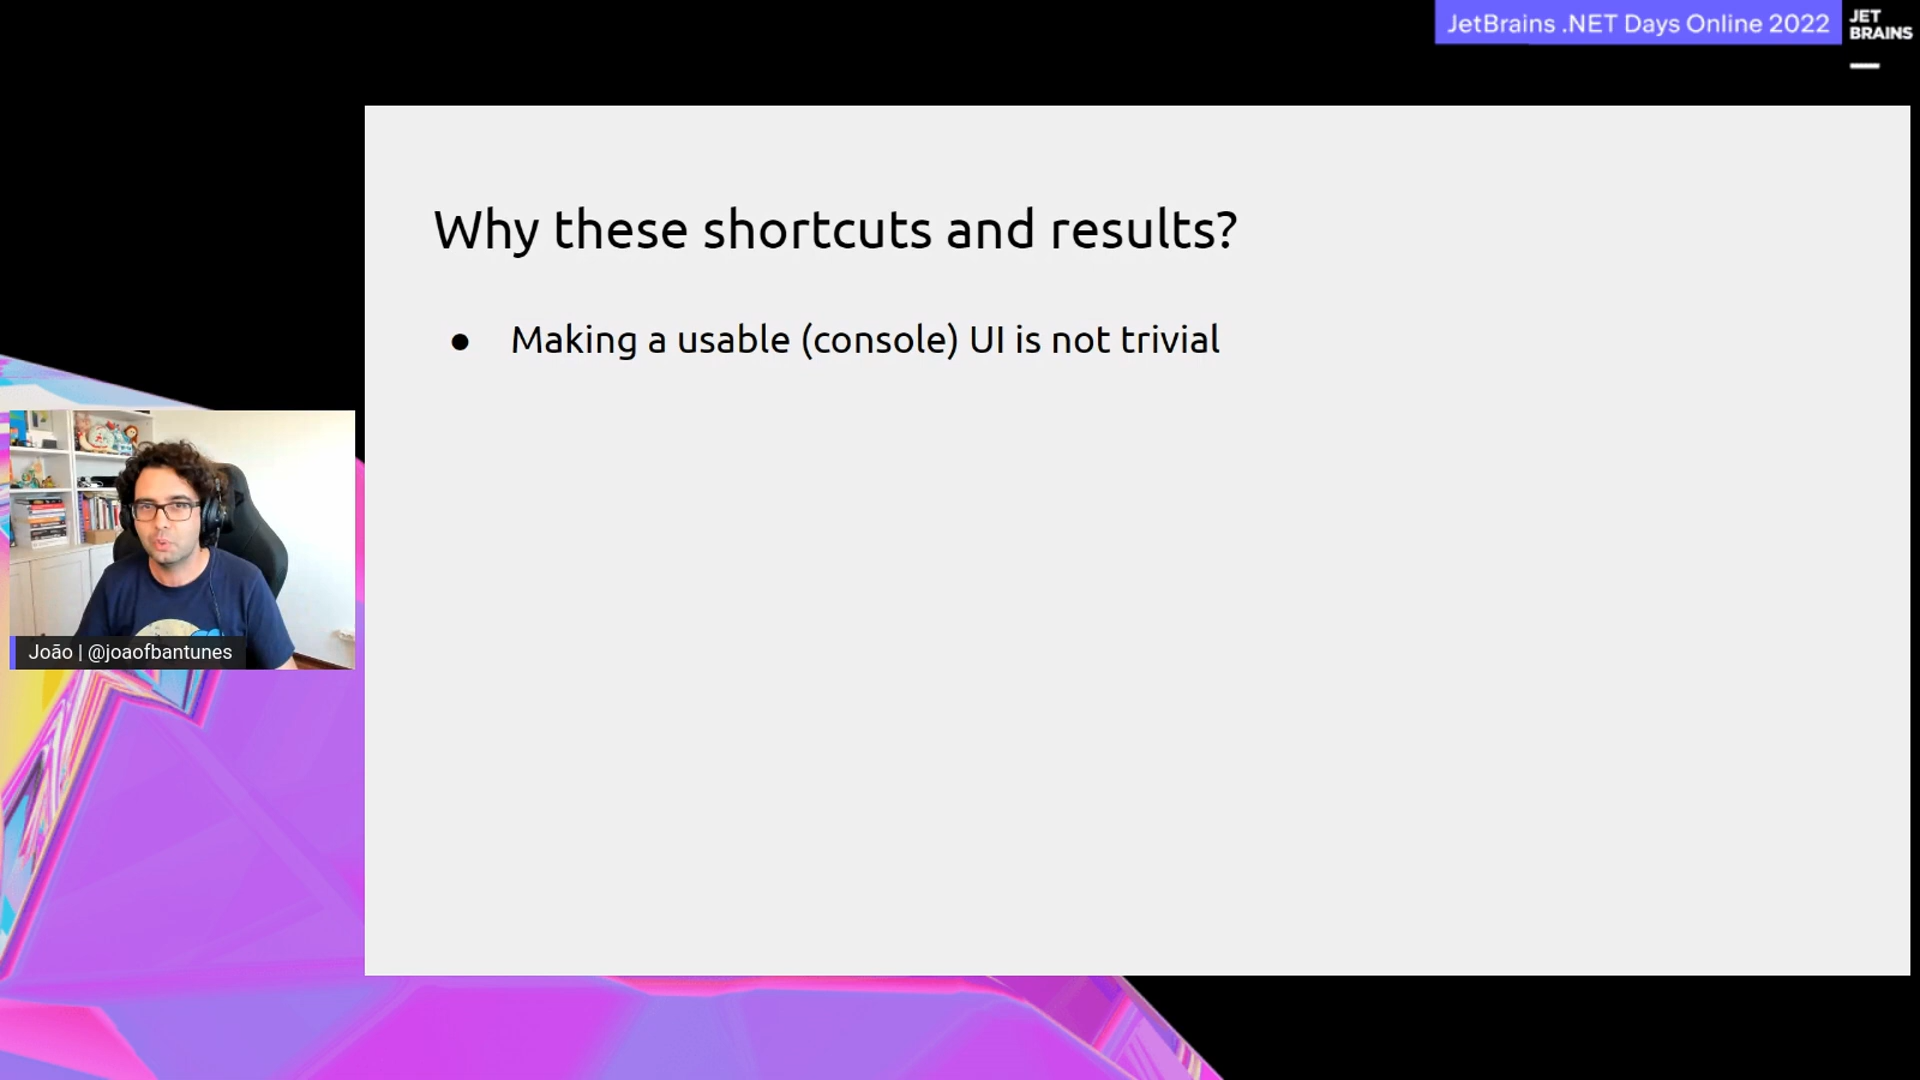 JetBrains .NET Days Online 2022
JET
BRAINS
Why these shortcuts and results?
● Making a usable (console) UI is not trivial
João | @joaofbantunes